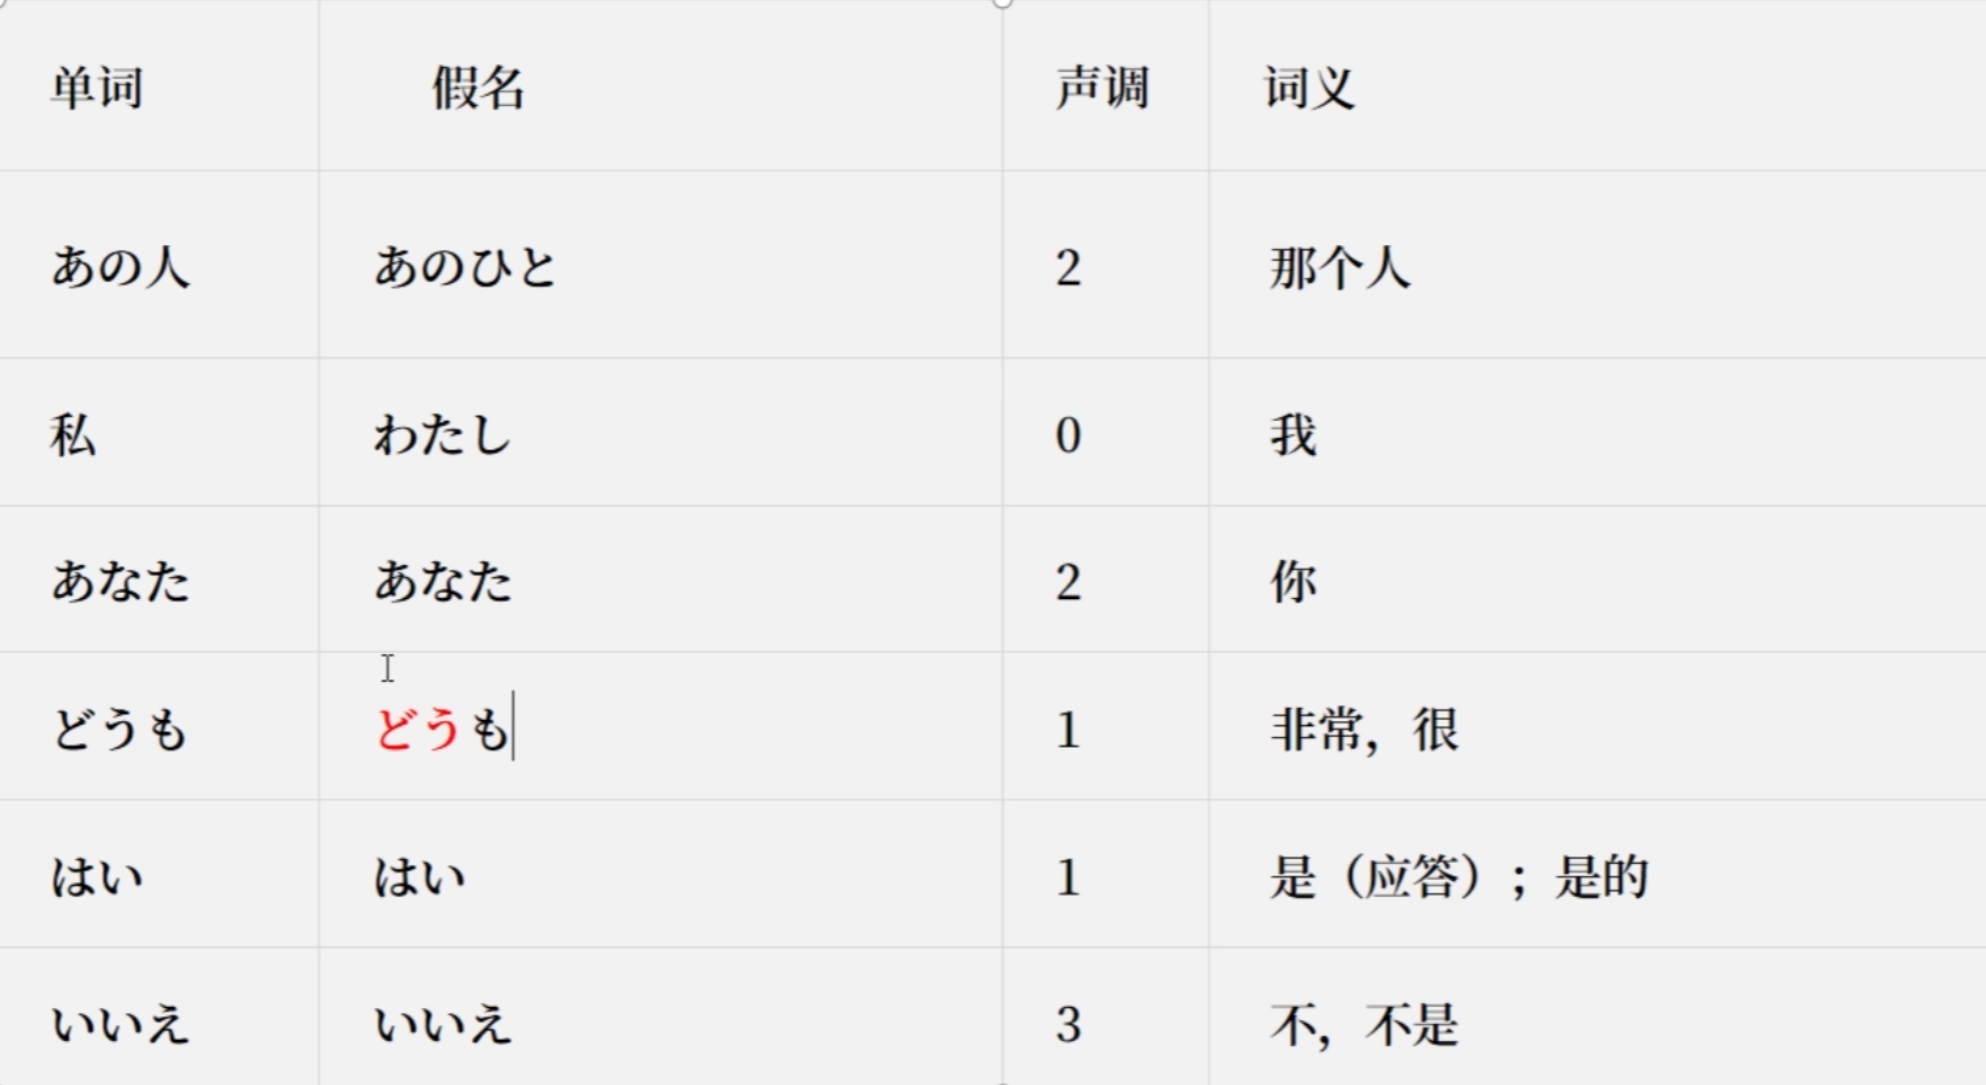 单词 假名 声调 词义
あの人 あのひと 2 那个人
私 わたし 0 我
あなた あなた 2 你
どうも どうも 1 非常，很
はい はい 1 是（应答）；是的
いいえ いいえ 3 不，不是